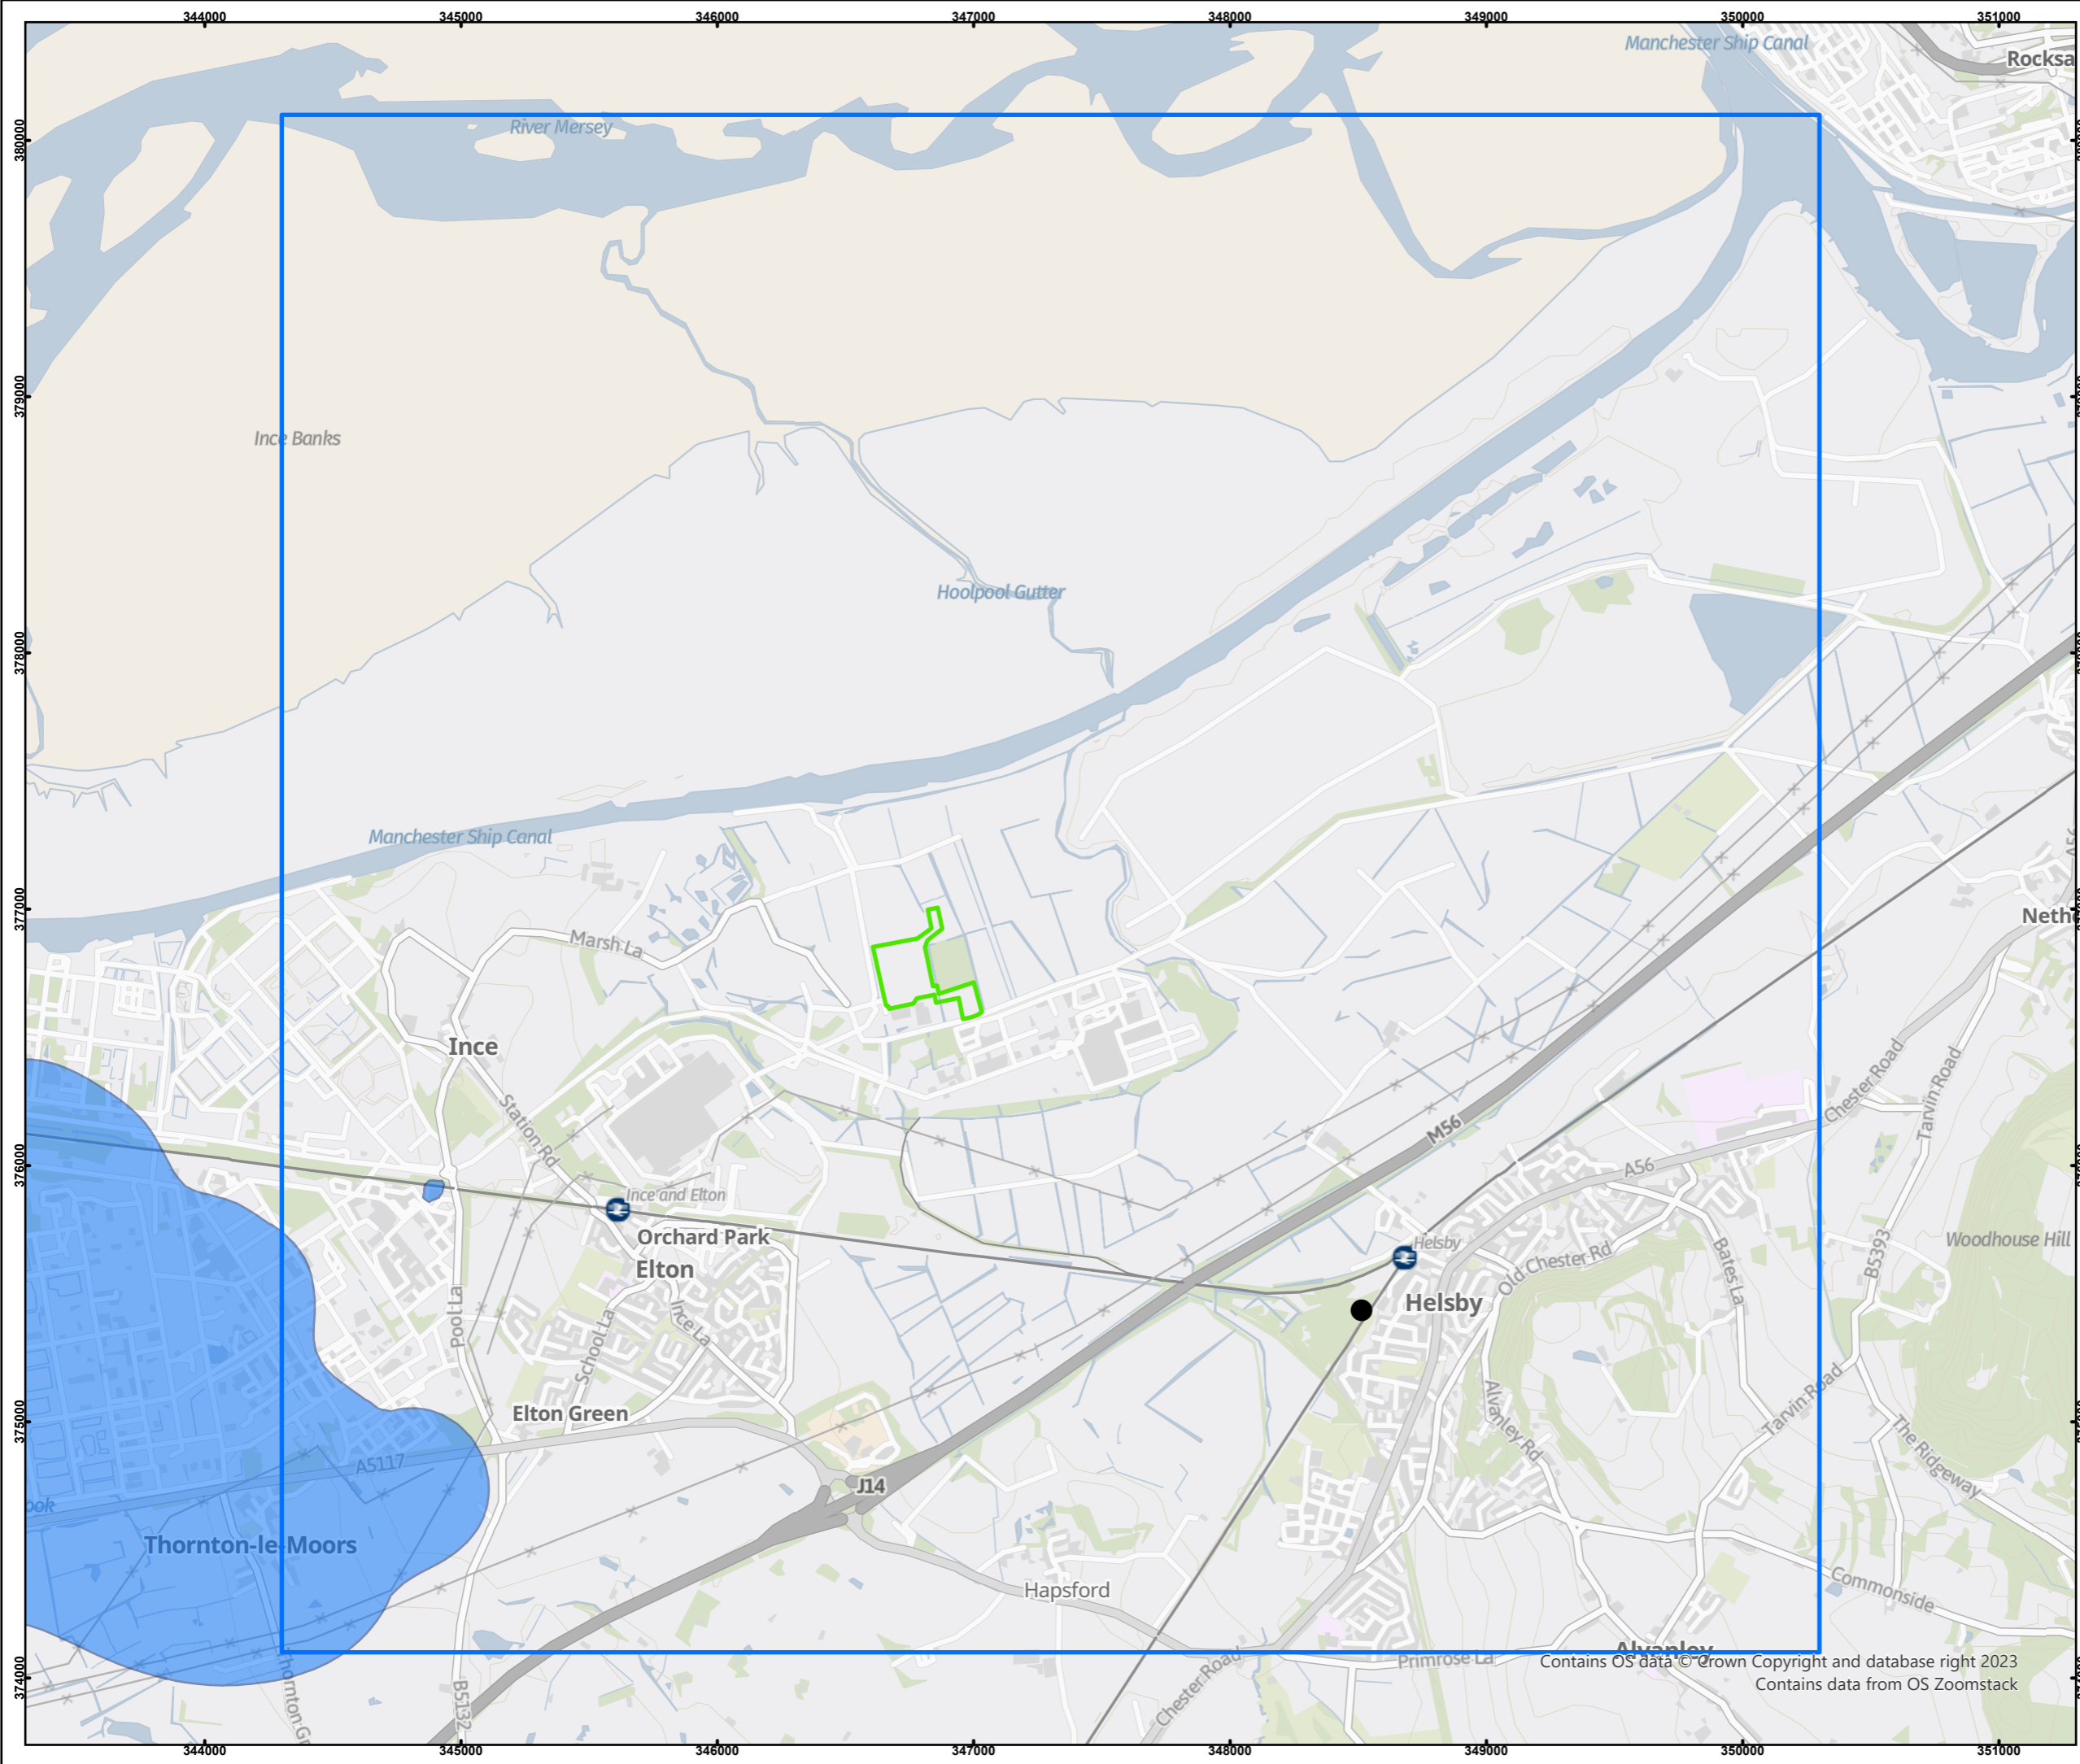 344000 345000 346000 347000 348000 349000 350000 351000
Manchester Ship Canal
Rocksa
380000
River Mersey
379000
Ince Banks
Hoolpool Gutter
378000
Manchester Ship Canal
377000
Marsh La
Neth
A56
Ince
Station Rd
M56
Chester Road
Tarvin Road
376000
A56
Ince and Elton
Orchard Park
Elton
Helsby
Helsby
Old Chester Rd
Bates La
B5393
Woodhouse Hill
Pool La
School La
Ince La
375000
Elton Green
Alvanley Rd
Tarvin Road
The Ridgeway
A5117
J14
ook
Thornton-le-Moors
Hapsford
Commonside
374000
Thornton Gr
B5132
Chester Road
Primrose La
Alvanley
Contains OS data © Crown Copyright and database right 2023
Contains data from OS Zoomstack
344000 345000 346000 347000 348000 349000 350000 351000